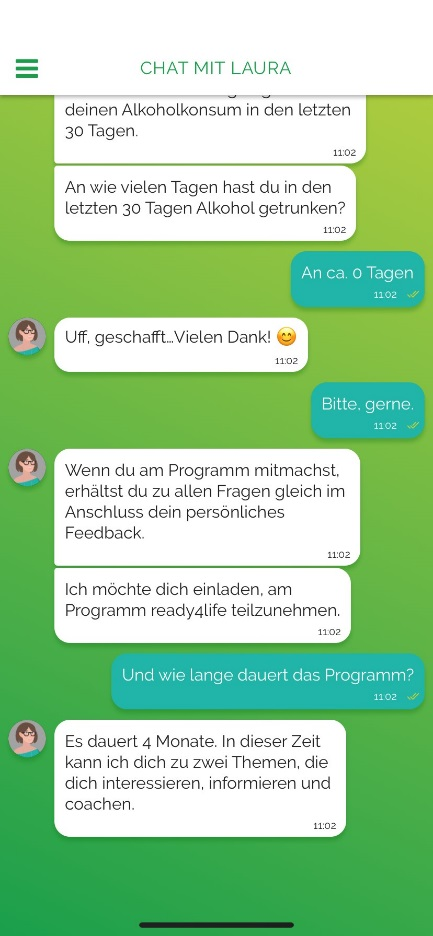 CHAT MIT LAURA
deinen Alkoholkonsum in den letzten
30 Tagen.
11:02
An wie vielen Tagen hast du in den
letzten 30 Tagen Alkohol getrunken?
11:02
An ca. 0 Tagen
11:02
Uff, geschafft...Vielen Dank! 😊
11:02
Bitte, gerne.
11:02
Wenn du am Programm mitmachst,
erhältst du zu allen Fragen gleich im
Anschluss dein persönliches
Feedback.
11:02
Ich möchte dich einladen, am
Programm ready4life teilzunehmen.
11:02
Und wie lange dauert das Programm?
11:02
Es dauert 4 Monate. In dieser Zeit
kann ich dich zu zwei Themen, die
dich interessieren, informieren und
coachen.
11:02